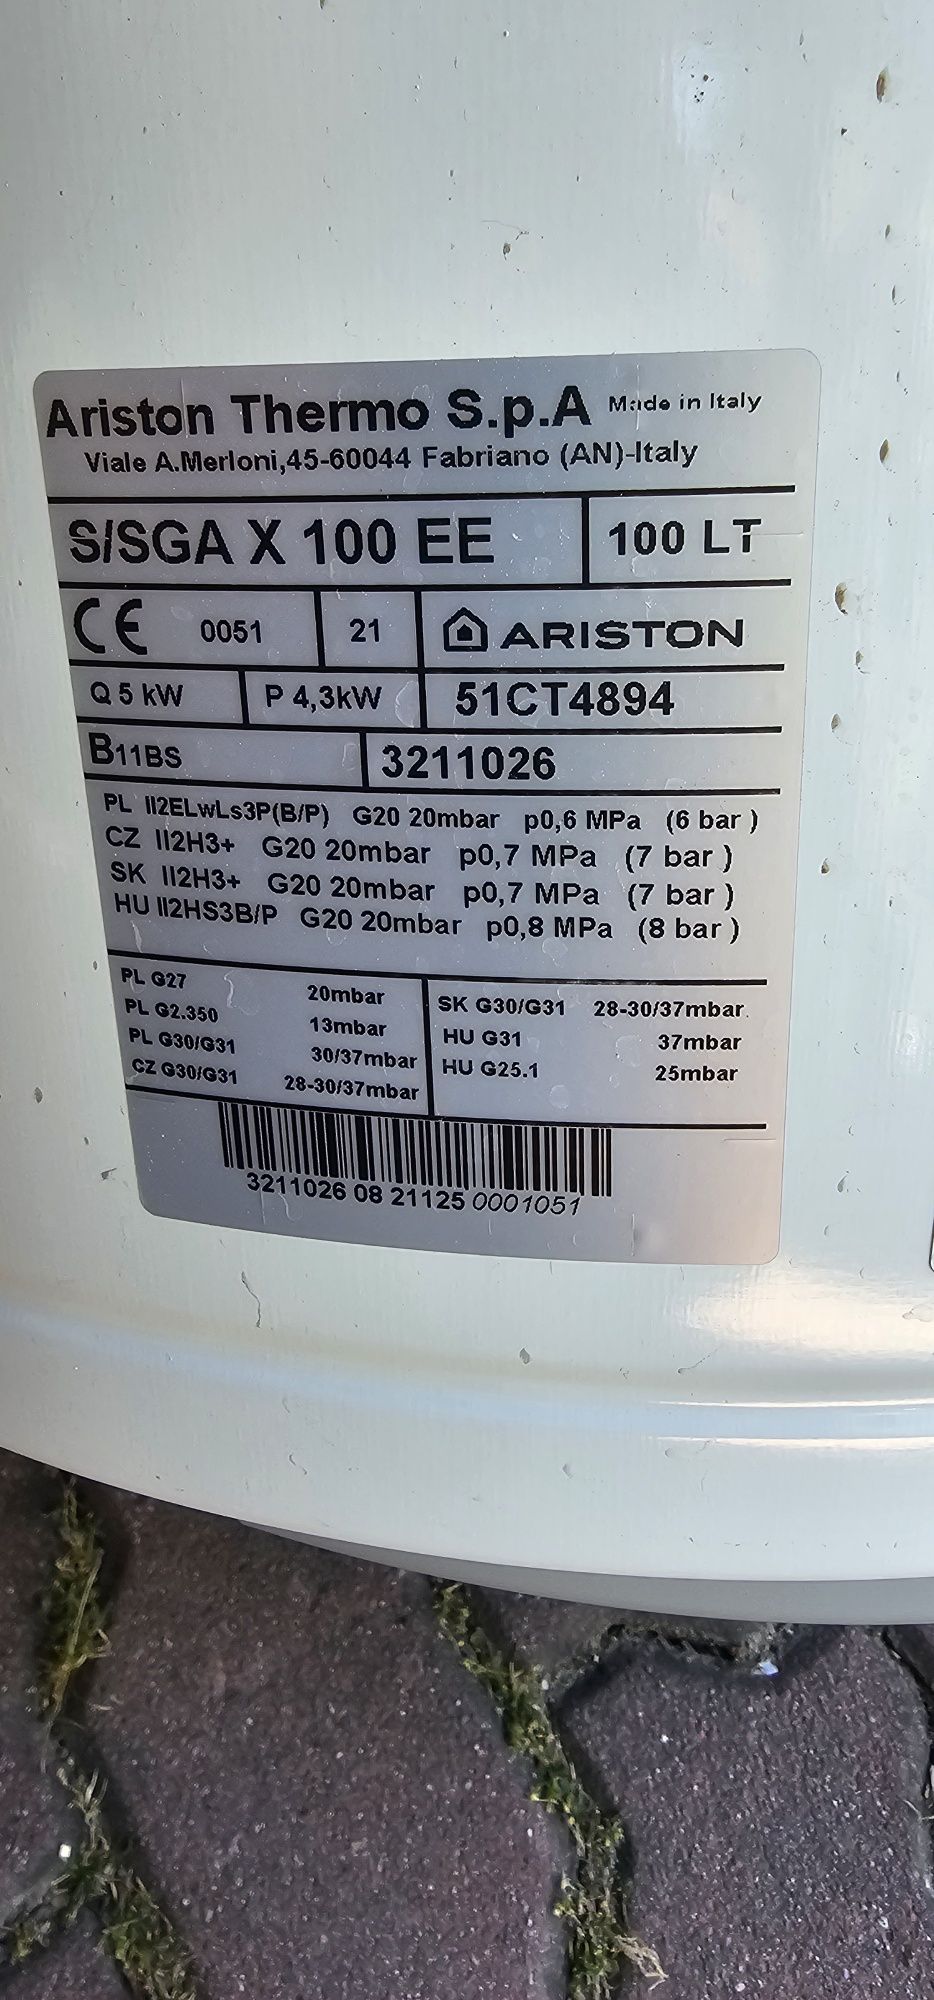 Ariston Thermo S.p.A Made in Italy
Viale A.Merloni,45-60044 Fabriano (AN)-Italy
S/SGA X 100 EE 100 LT
CE 0051 21 ARISTON
Q 5 kW P 4,3kW 51CT4894
B11BS 3211026
PL II2ELwLs3P(B/P) G20 20mbar p0,6 MPa (6 bar )
CZ II2H3+ G20 20mbar p0,7 MPa (7 bar )
SK II2H3+ G20 20mbar p0,7 MPa (7 bar )
HU II2HS3B/P G20 20mbar p0,8 MPa (8 bar )
PL G27 20mbar
PL G2.350 13mbar
PL G30/G31 30/37mbar
CZ G30/G31 28-30/37mbar
SK G30/G31 28-30/37mbar.
HU G31 37mbar
HU G25.1 25mbar
3211026 08 21125 0001051